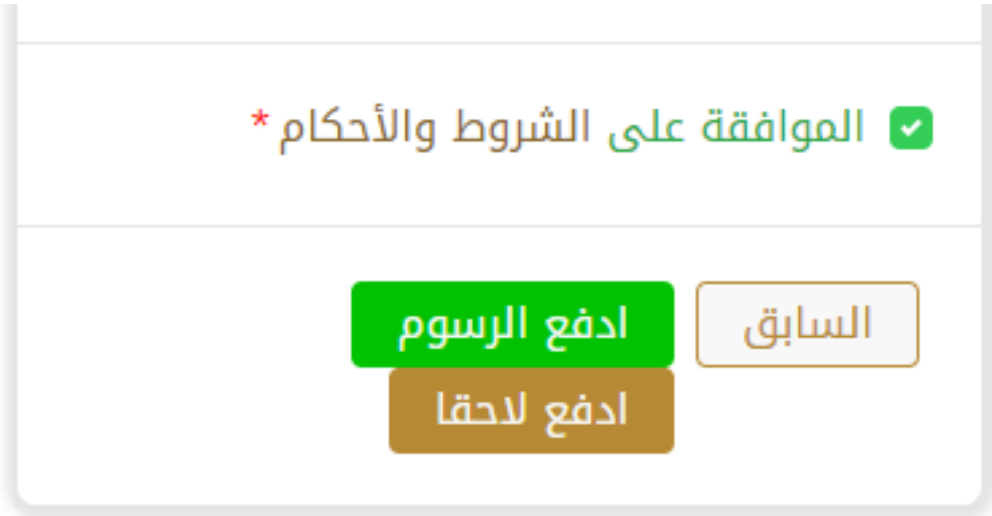 الموافقة على الشروط والأحكام *
السابق ادفع الرسوم
ادفع لاحقا